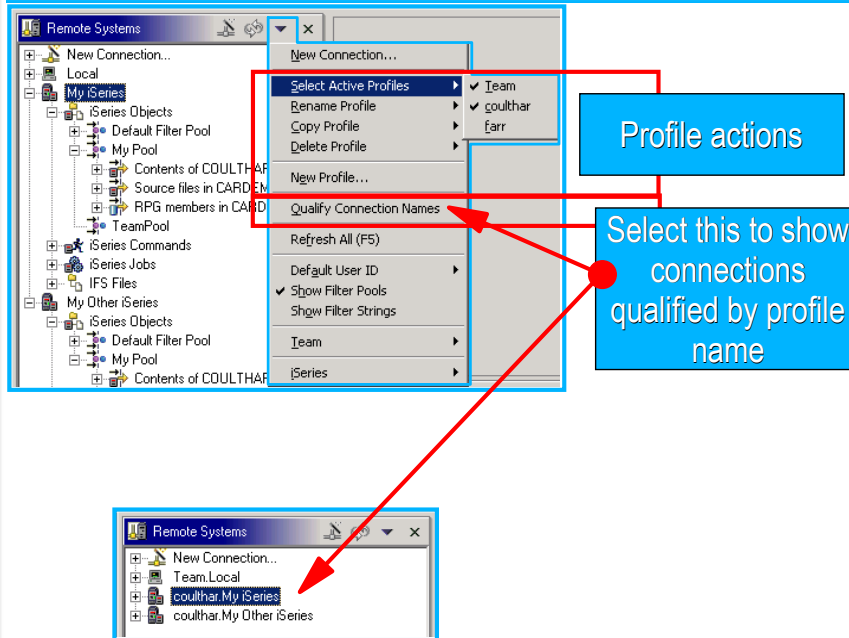 Remote Systems
New Connection...
Local
My iSeries
iSeries Objects
Default Filter Pool
My Pool
Contents of COULTHAR
Source files in CARDEM
RPG members in CARD
TeamPool
iSeries Commands
iSeries Jobs
IFS Files
My Other iSeries
iSeries Objects
Default Filter Pool
My Pool
Contents of COULTHAR
New Connection...
Select Active Profiles
Rename Profile
Copy Profile
Delete Profile
New Profile...
Qualify Connection Names
Refresh All (F5)
Default User ID
Show Filter Pools
Show Filter Strings
Team
iSeries
Team
coulthar
farr
Profile actions
Select this to show
connections
qualified by profile
name
Remote Systems
New Connection...
Team.Local
coulthar.My iSeries
coulthar.My Other iSeries